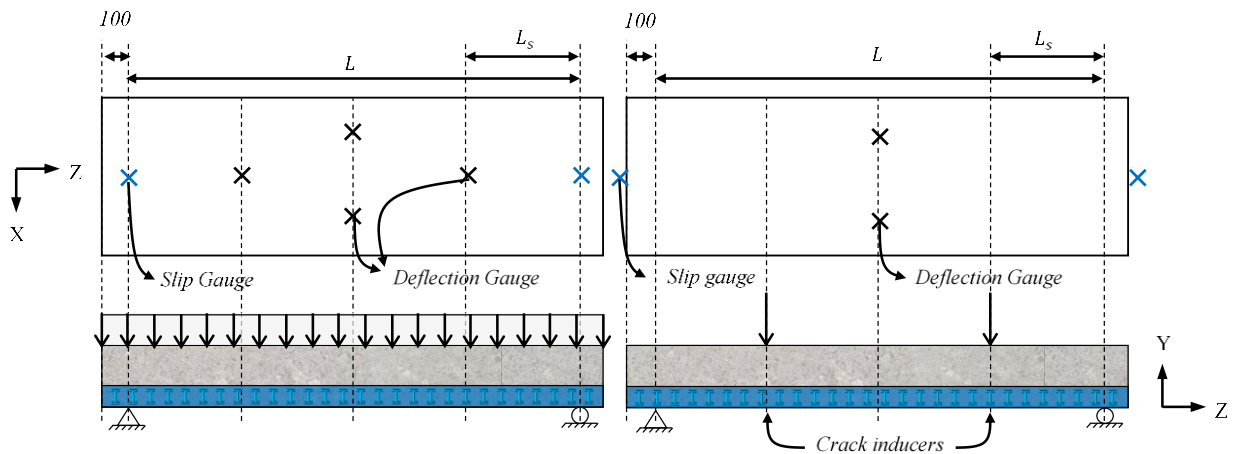 100
L
Ls
Z
X
Slip Gauge
Deflection Gauge
100
L
Ls
Slip gauge
Deflection Gauge
Crack inducers
Y
Z